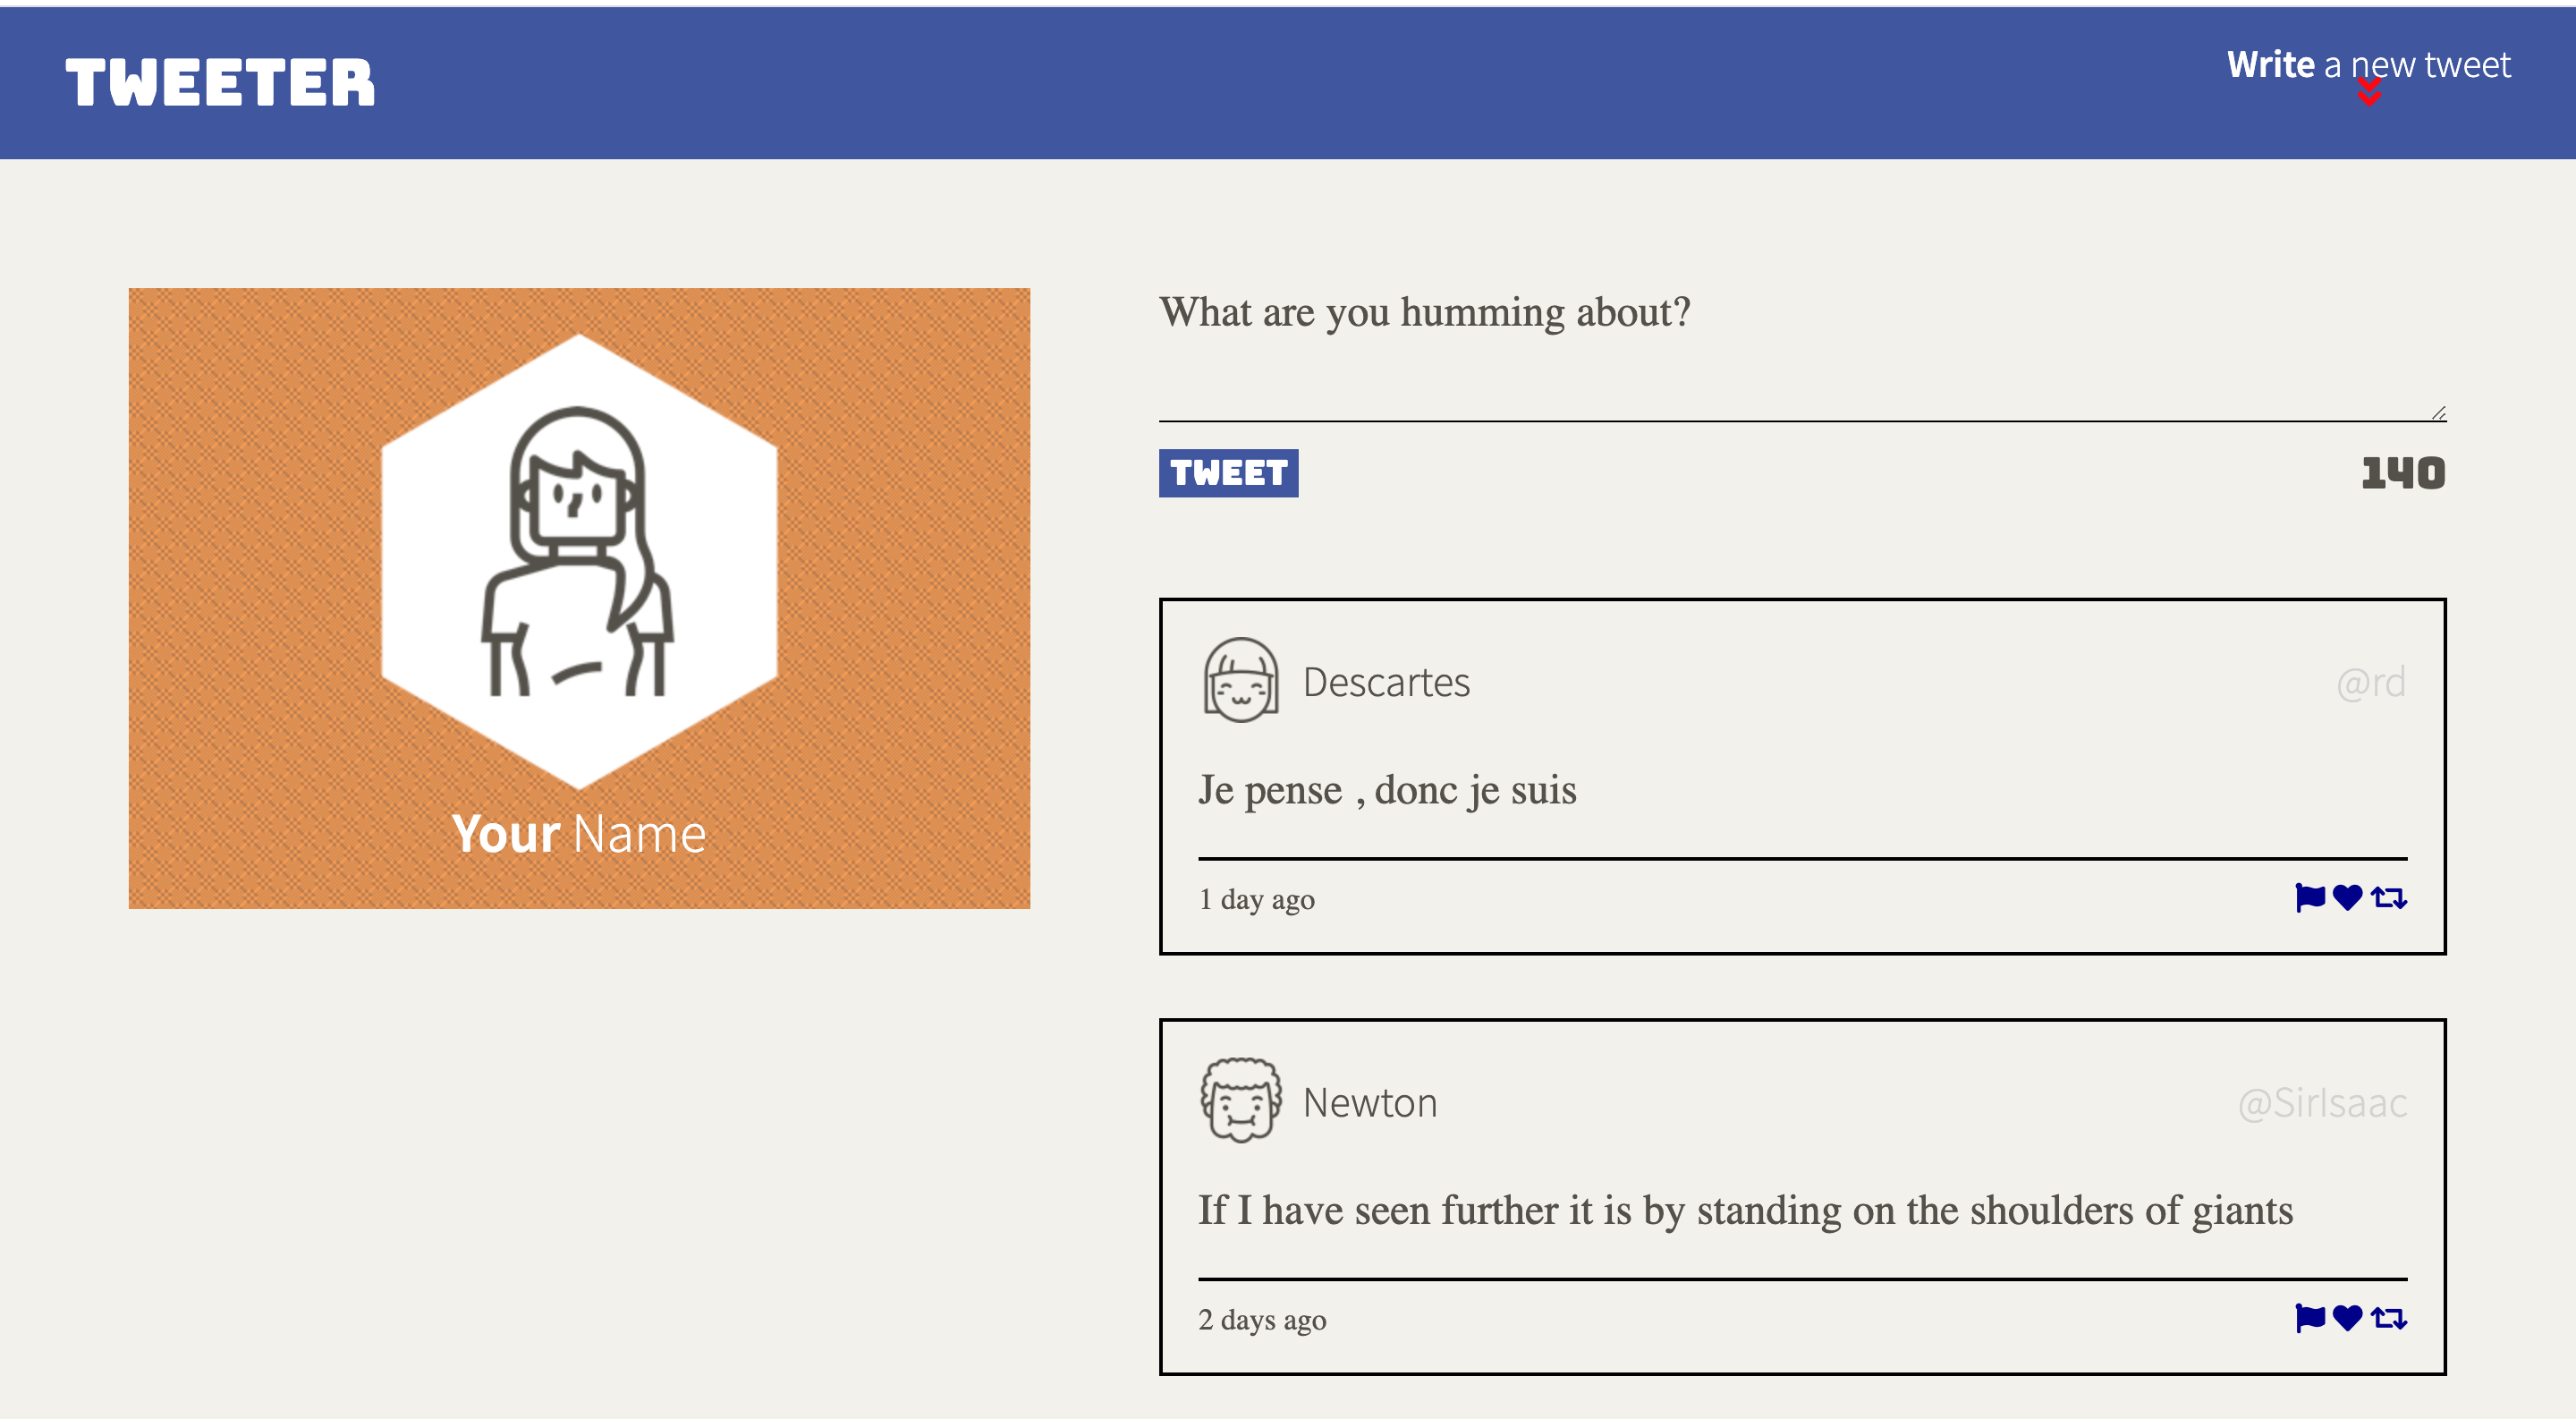 TWEETER
Write a new tweet
Your Name
What are you humming about?
TWEET
140
Descartes
@rd
Je pense , donc je suis
1 day ago
Newton
@SirIsaac
If I have seen further it is by standing on the shoulders of giants
2 days ago